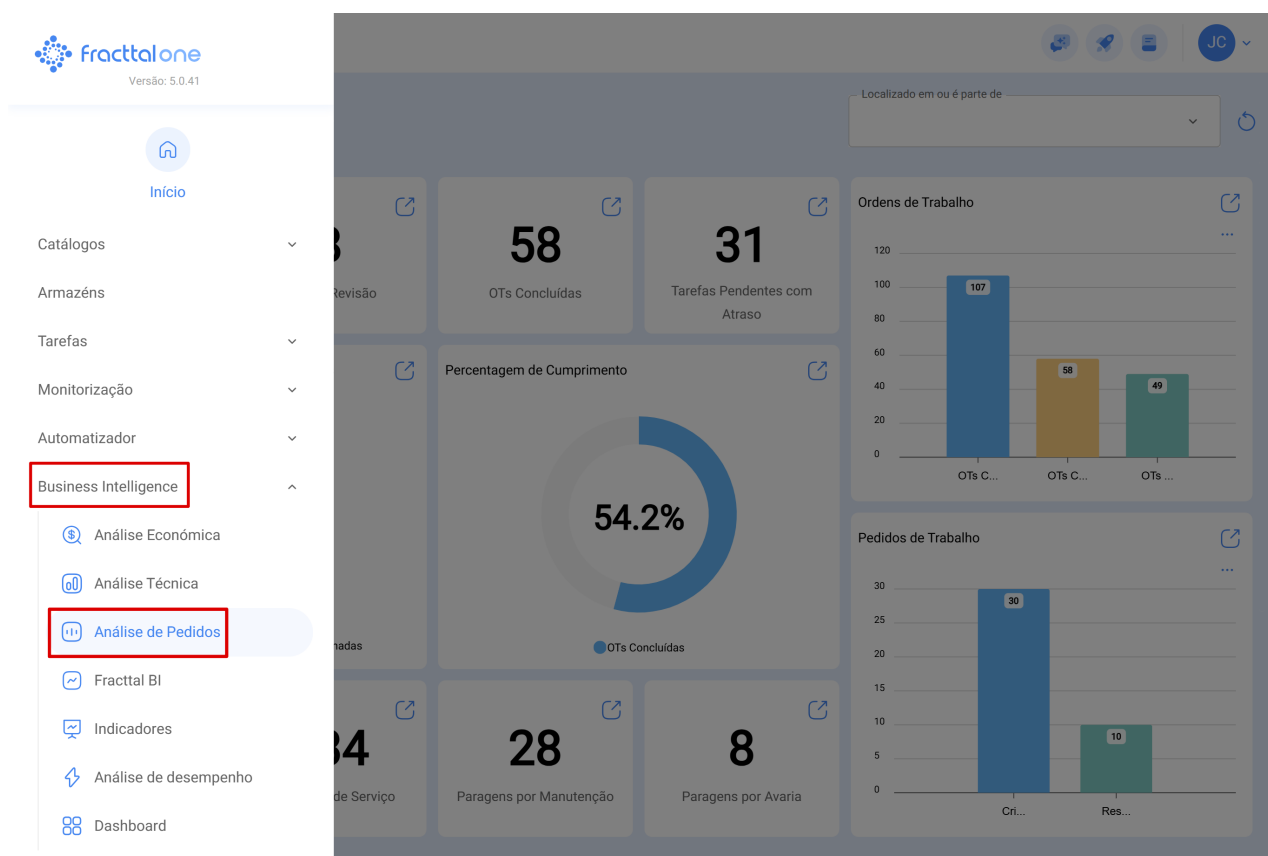 fracttal one
Versão: 5.0.41
JC
Localizado em ou é parte de
Início
Catálogos
Armazéns
Tarefas
Monitorização
Automatizador
Business Intelligence
Análise Económica
Análise Técnica
Análise de Pedidos
Fracttal BI
Indicadores
Análise de desempenho
Dashboard
Revisão
58
OTs Concluídas
31
Tarefas Pendentes com
Atraso
Ordens de Trabalho
120
100
80
60
40
20
0
107
58
49
OTs C...
OTs C...
OTs ...
Percentagem de Cumprimento
54.2%
OTs Concluídas
nadas
Pedidos de Trabalho
30
25
20
15
10
5
0
30
10
Cri...
Res...
34
de Serviço
28
Paragens por Manutenção
8
Paragens por Avaria